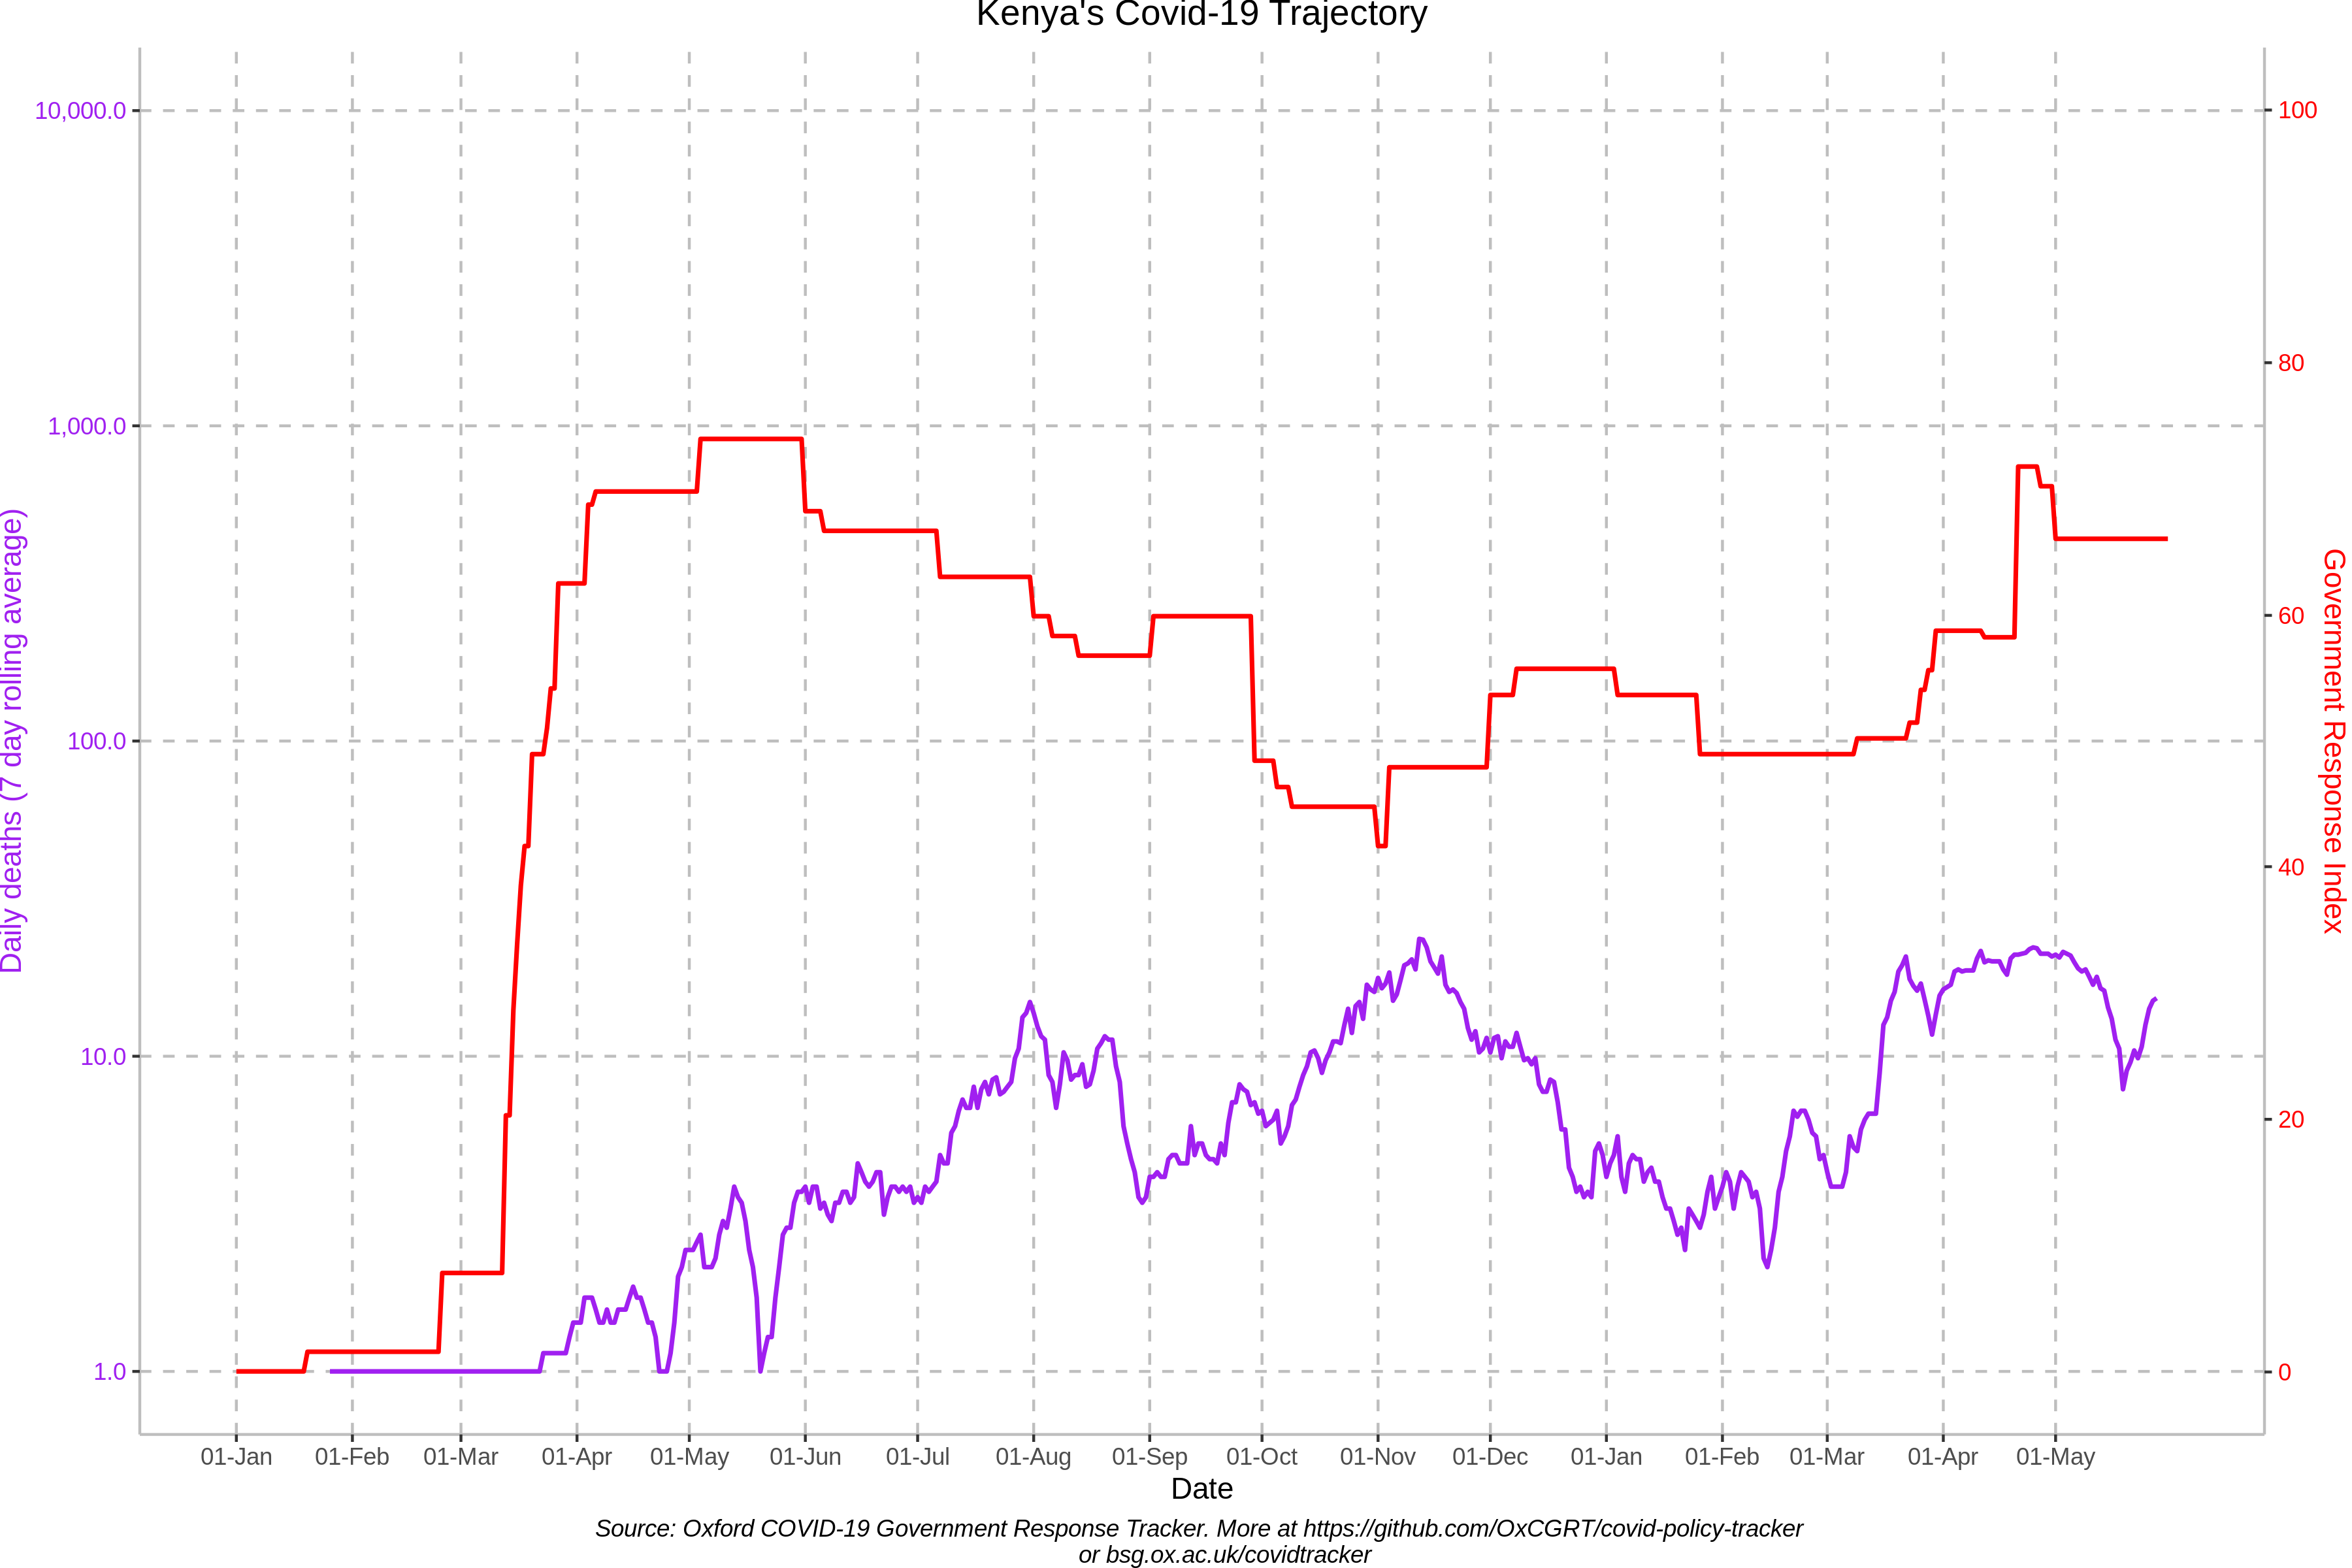 Kenya's Covid-19 Trajectory
10,000.0
1,000.0
100.0
10.0
1.0
Daily deaths (7 day rolling average)
100
80
60
40
20
0
Government Response Index
01-Jan 01-Feb 01-Mar 01-Apr 01-May 01-Jun 01-Jul 01-Aug 01-Sep 01-Oct 01-Nov 01-Dec 01-Jan 01-Feb 01-Mar 01-Apr 01-May
Date
Source: Oxford COVID-19 Government Response Tracker. More at https://github.com/OxCGRT/covid-policy-tracker
or bsg.ox.ac.uk/covidtracker